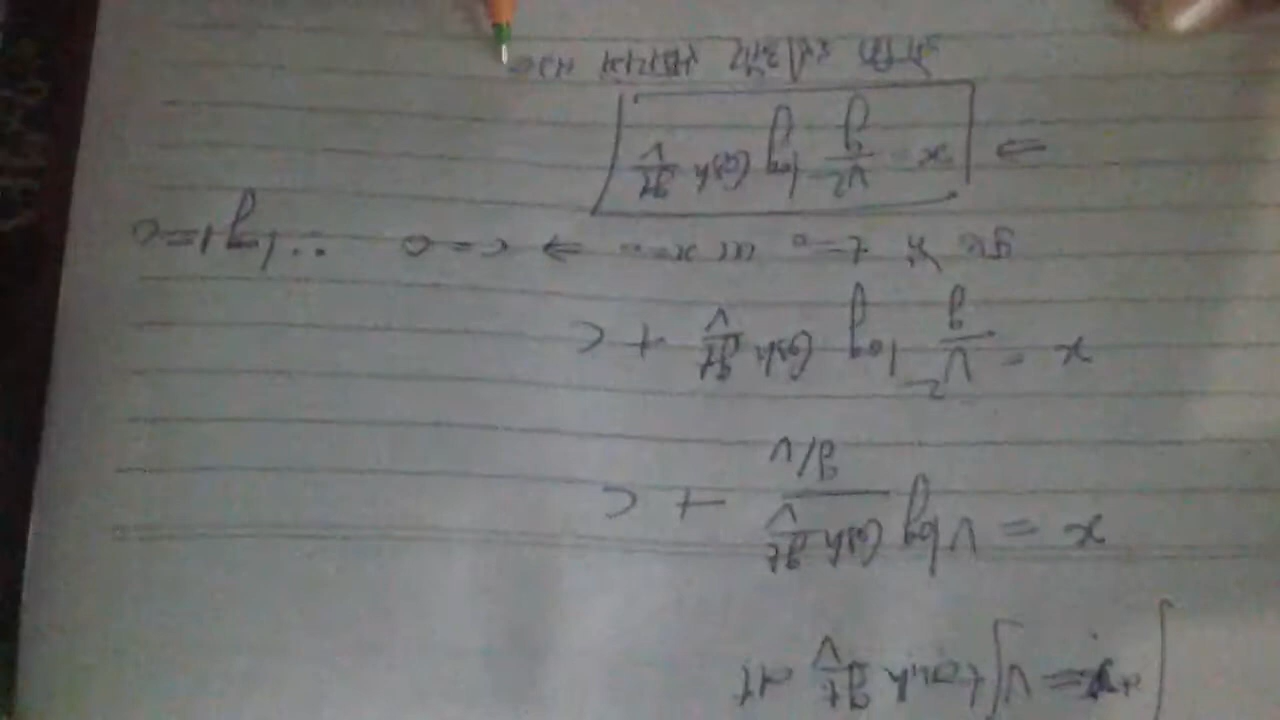 ∫dx = V∫tanh gt/V dt
x = V log cosh gt/V / g/V + C
x = V²/g log cosh gt/V + C
t=0 x=0 ⇒ C=0 ∵ log 1=0
⇒ x = V²/g log cosh gt/V